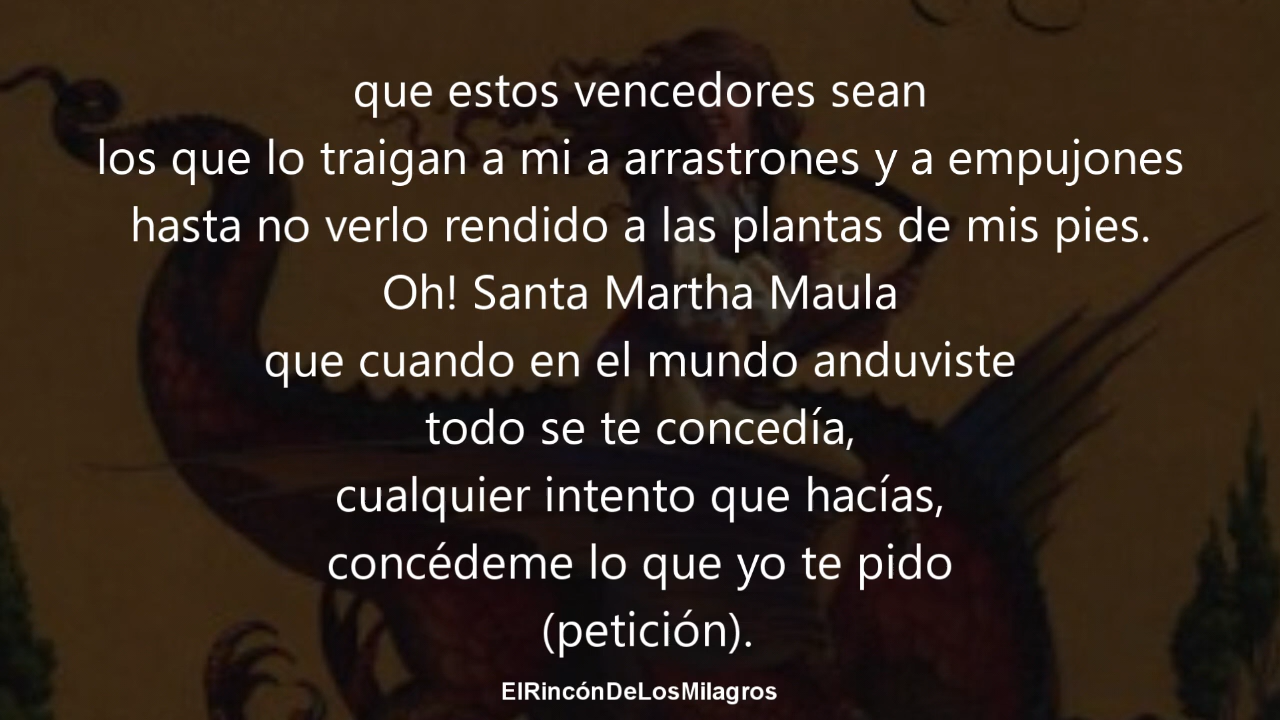 que estos vencedores sean
los que lo traigan a mi a arrastrones y a empujones
hasta no verlo rendido a las plantas de mis pies.
Oh! Santa Martha Maula
que cuando en el mundo anduviste
todo se te concedía,
cualquier intento que hacías,
concédeme lo que yo te pido
(petición).
ElRincónDeLosMilagros